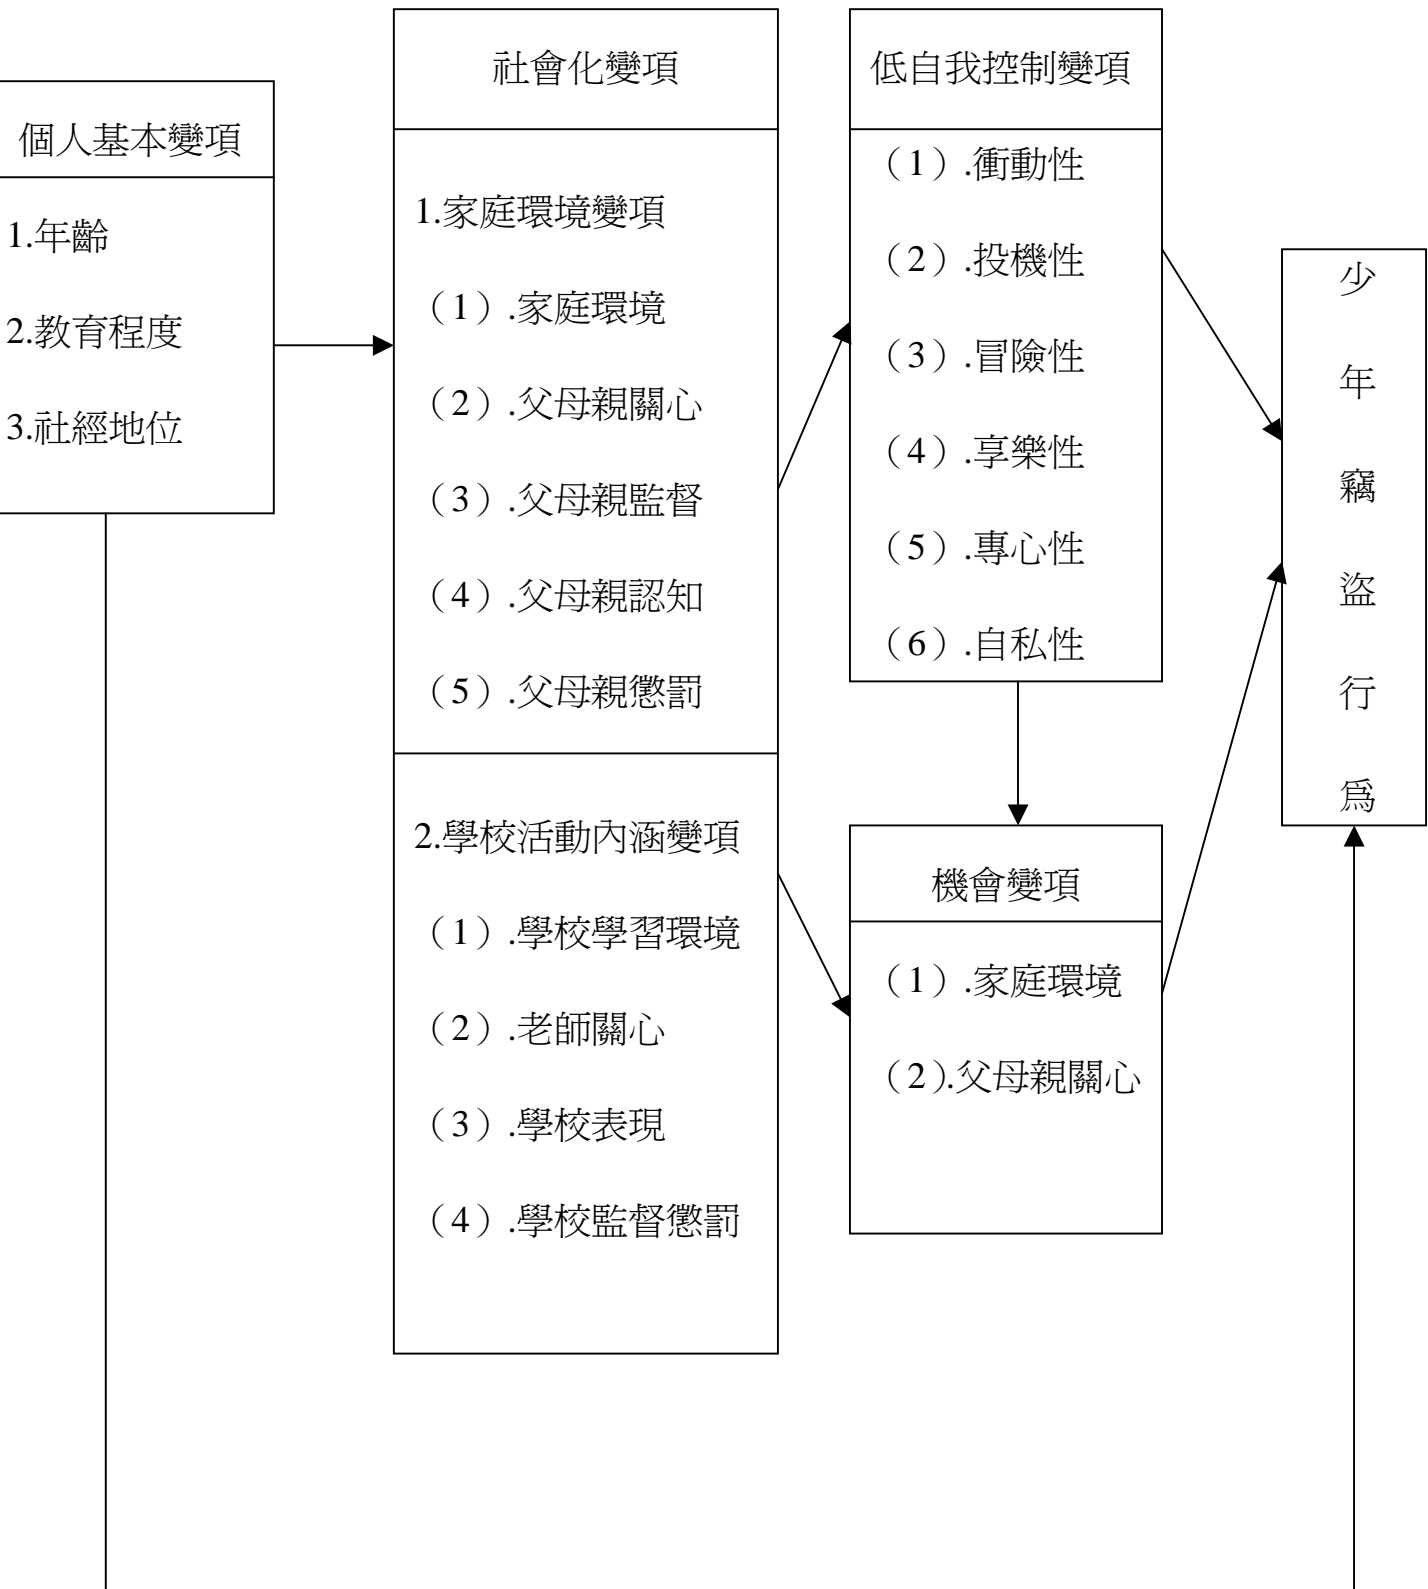 個人基本變項
1.年齡
2.教育程度
3.社經地位
社會化變項
1.家庭環境變項
（1）.家庭環境
（2）.父母親關心
（3）.父母親監督
（4）.父母親認知
（5）.父母親懲罰
2.學校活動內涵變項
（1）.學校學習環境
（2）.老師關心
（3）.學校表現
（4）.學校監督懲罰
低自我控制變項
（1）.衝動性
（2）.投機性
（3）.冒險性
（4）.享樂性
（5）.專心性
（6）.自私性
機會變項
（1）.家庭環境
（2）.父母親關心
少年竊盜行爲